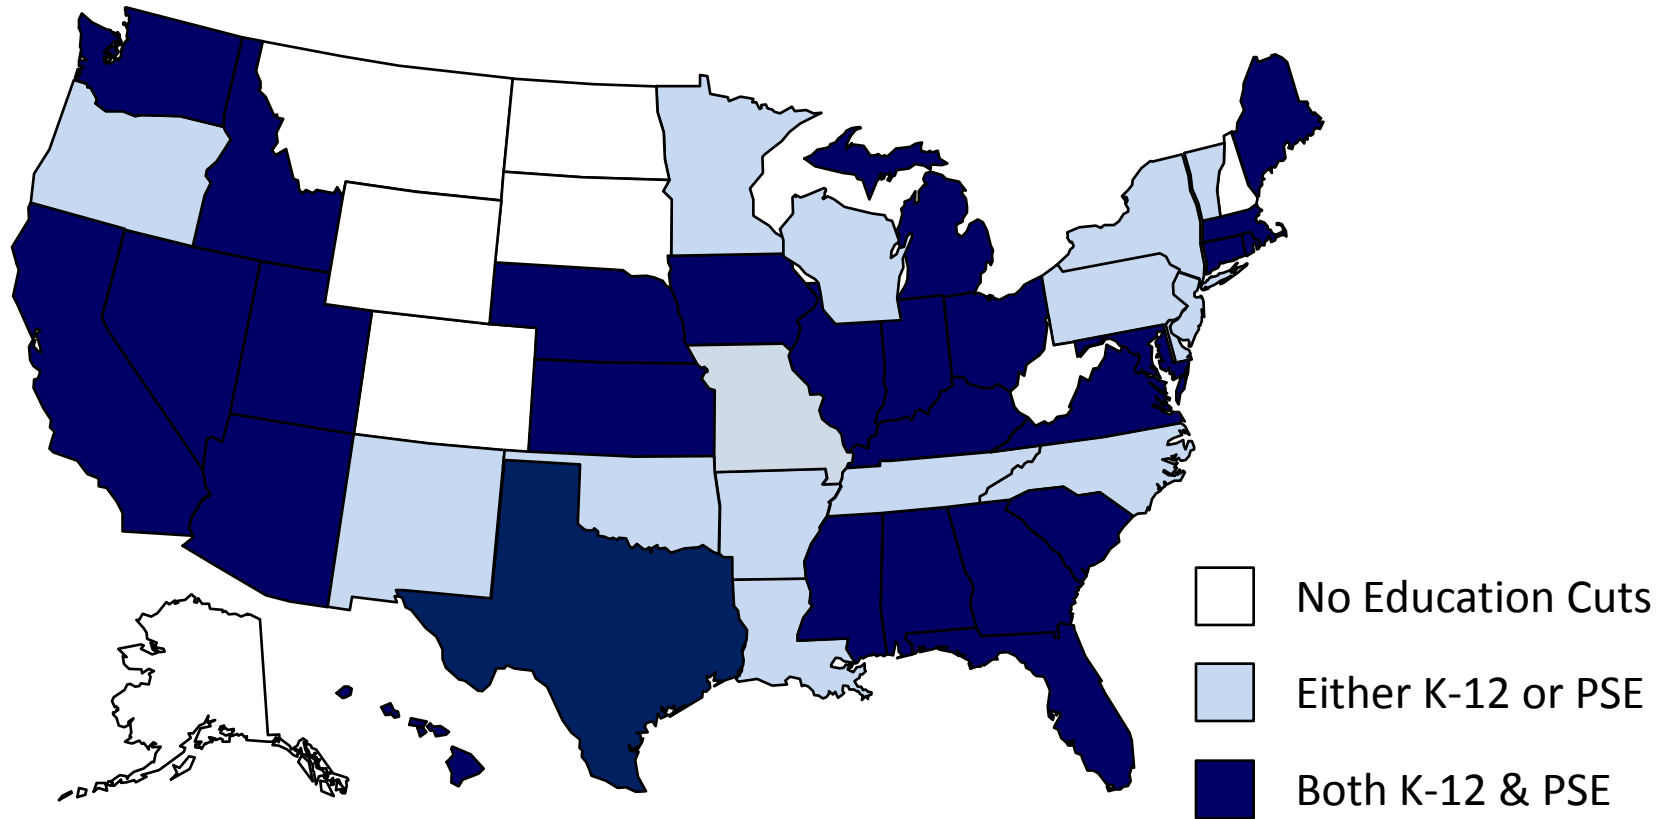 No Education Cuts
Either K-12 or PSE
Both K-12 & PSE